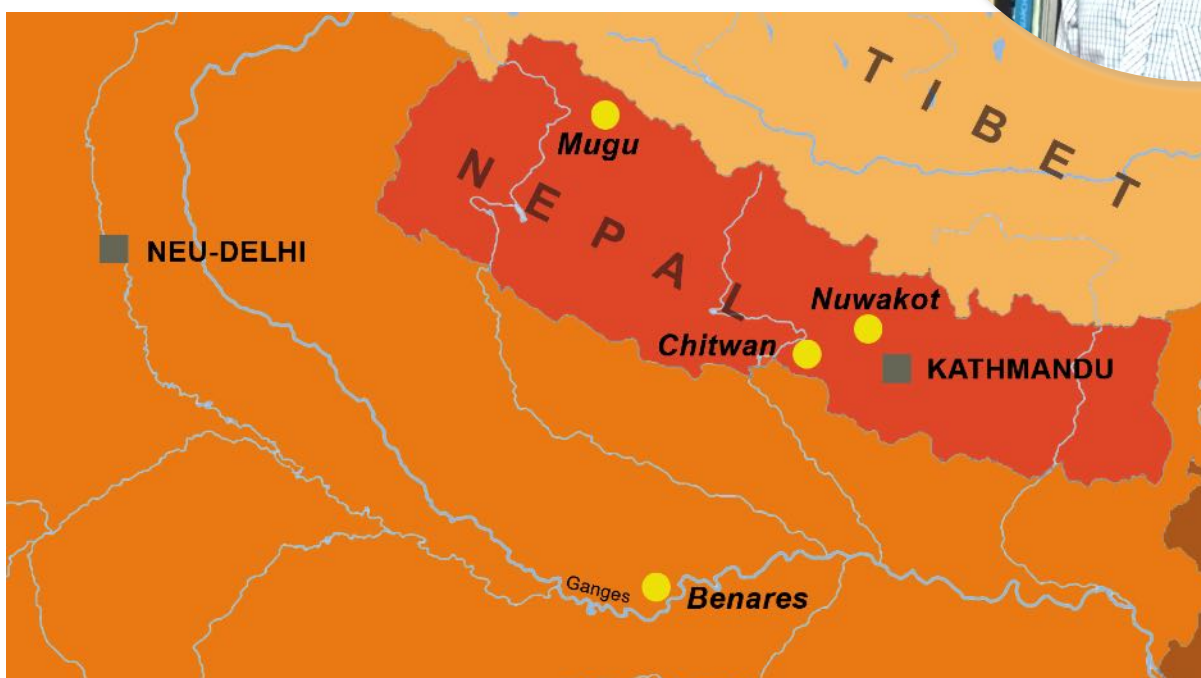 TIBET
Mugu
NEPAL
NEU-DELHI
Nuwakot
Chitwan
KATHMANDU
Ganges
Benares